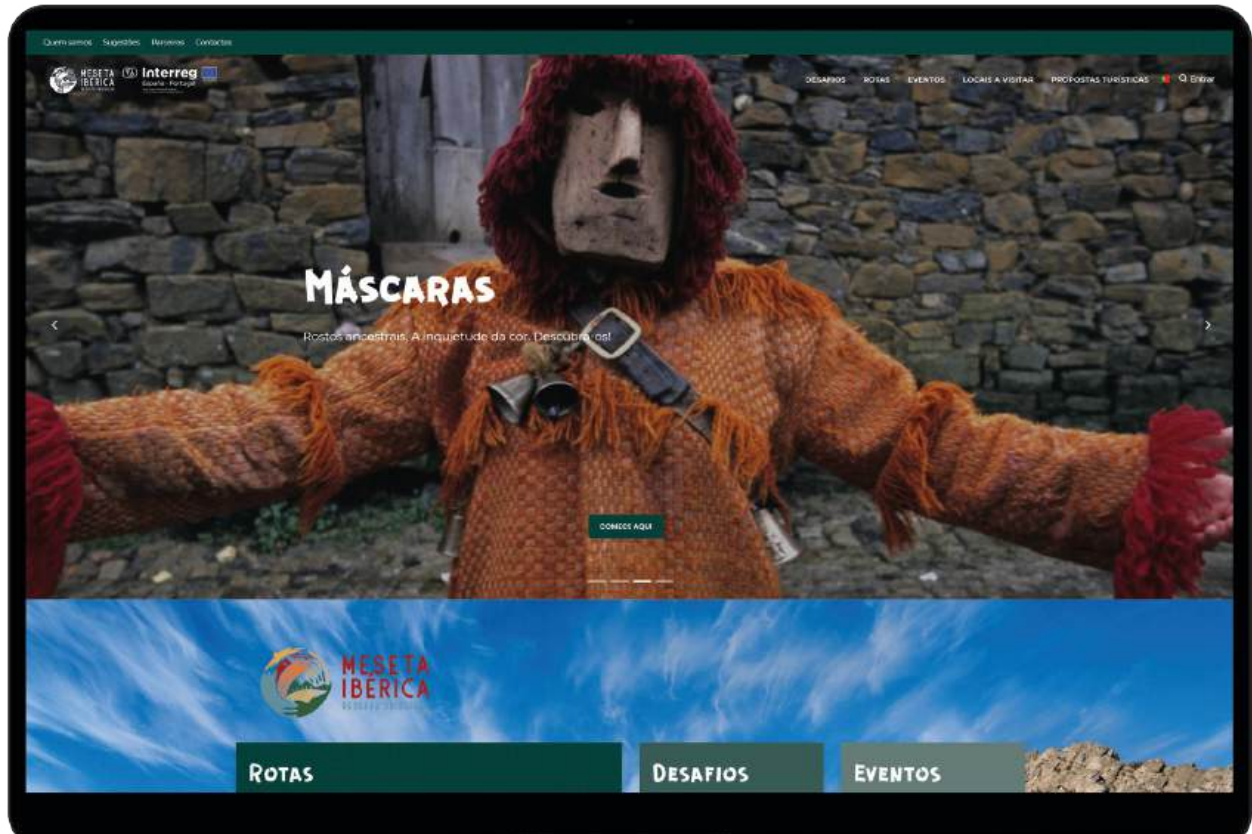 Quem somos Sugestões Parceiros Contactos
MESETA IBÉRICA
Interreg
España - Portugal
DESAFIOS ROTAS EVENTOS LOCAIS A VISITAR PROPOSTAS TURÍSTICAS Entrar
MÁSCARAS
Rostos ancestrais. A inquietude da cor. Descubra-os!
COMECE AQUI
MESETA
IBÉRICA
ROTAS DESAFIOS EVENTOS